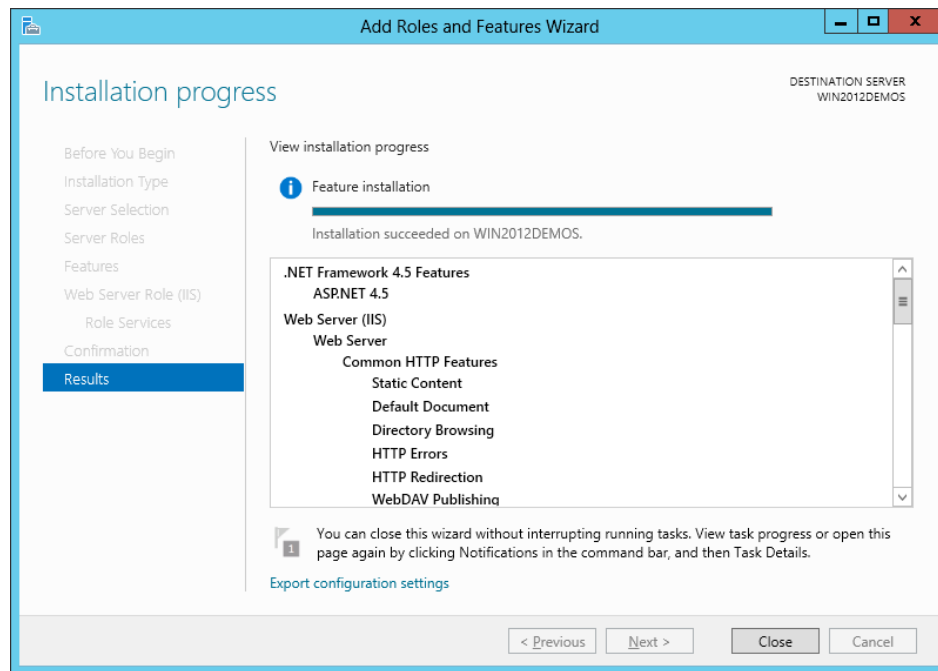 Add Roles and Features Wizard
Installation progress
DESTINATION SERVER
WIN2012DEMOS
Before You Begin
Installation Type
Server Selection
Server Roles
Features
Web Server Role (IIS)
Role Services
Confirmation
Results
View installation progress
Feature installation
Installation succeeded on WIN2012DEMOS.
.NET Framework 4.5 Features
ASP.NET 4.5
Web Server (IIS)
Web Server
Common HTTP Features
Static Content
Default Document
Directory Browsing
HTTP Errors
HTTP Redirection
WebDAV Publishing
1
You can close this wizard without interrupting running tasks. View task progress or open this
page again by clicking Notifications in the command bar, and then Task Details.
Export configuration settings
< Previous
Next >
Close
Cancel